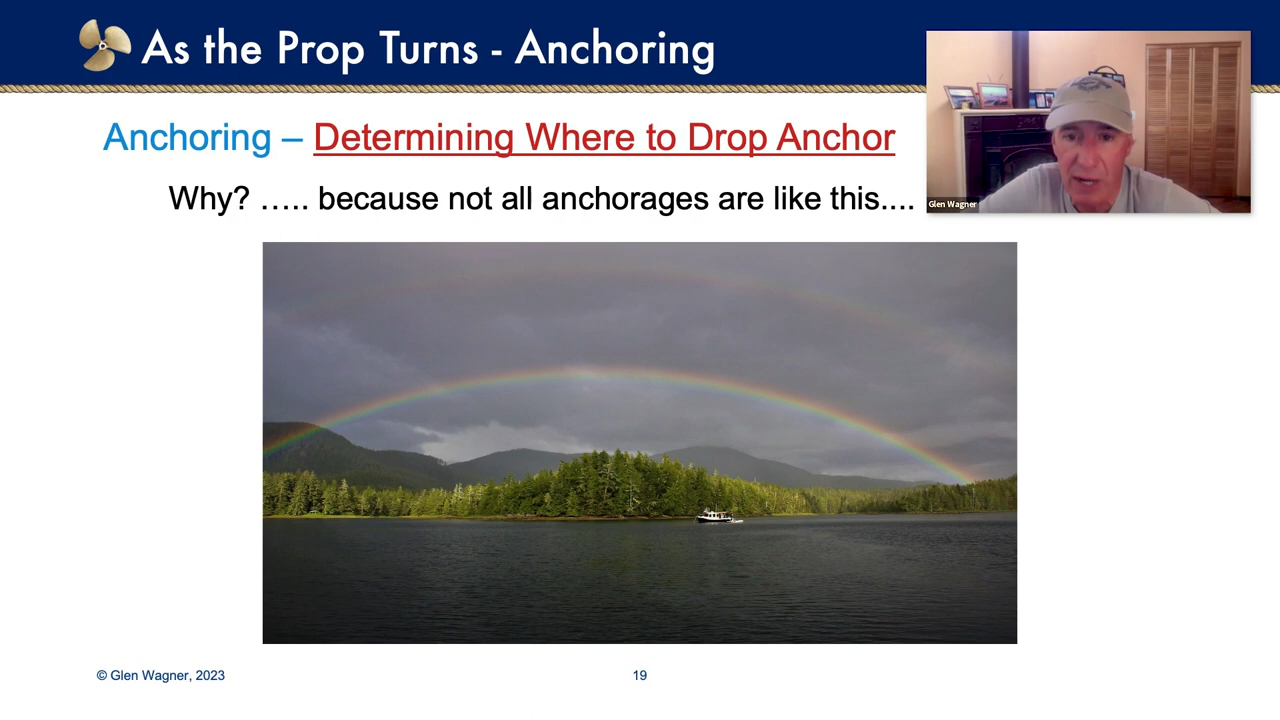 As the Prop Turns - Anchoring
Glen Wagner
Anchoring – Determining Where to Drop Anchor
Why? ..... because not all anchorages are like this....
© Glen Wagner, 2023
19